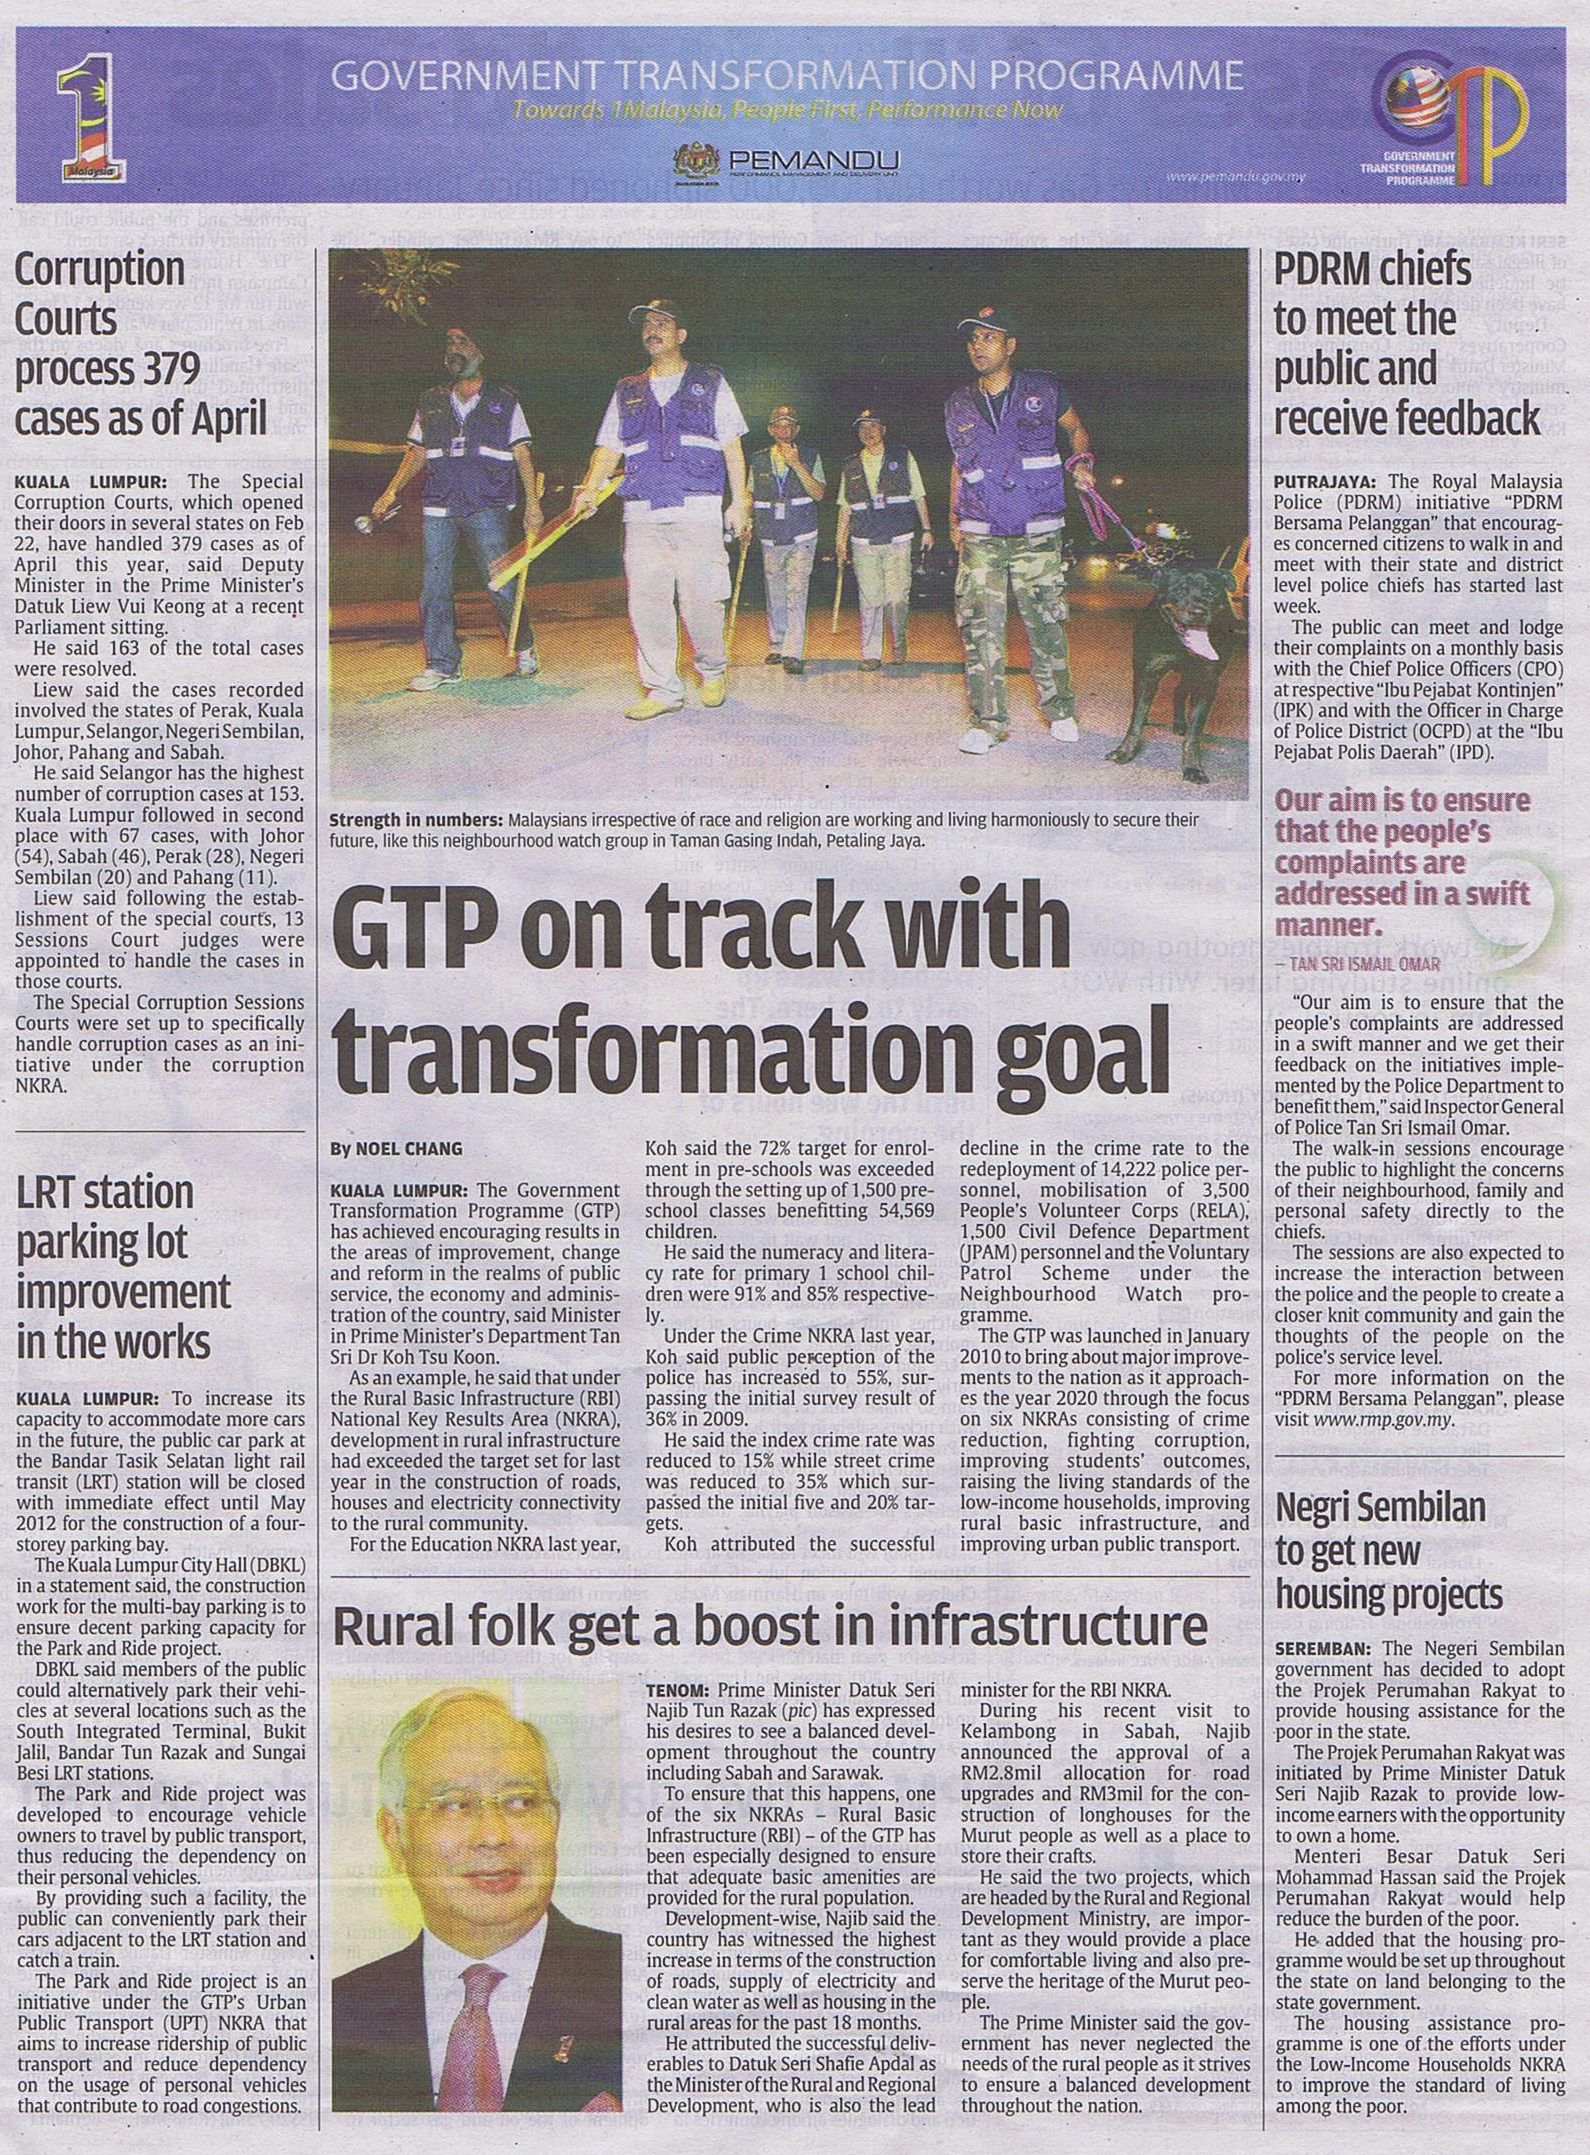 1
Malaysia
GOVERNMENT TRANSFORMATION PROGRAMME
Towards 1Malaysia, People First, Performance Now
PEMANDU
PERFORMANCE MANAGEMENT AND DELIVERY UNIT
www.pemandu.gov.my
GTP
GOVERNMENT
TRANSFORMATION
PROGRAMME
Corruption
Courts
process 379
cases as of April
KUALA LUMPUR: The Special
Corruption Courts, which opened
their doors in several states on Feb
22, have handled 379 cases as of
April this year, said Deputy
Minister in the Prime Minister's
Datuk Liew Vui Keong at a recent
Parliament sitting.
He said 163 of the total cases
were resolved.
Liew said the cases recorded
involved the states of Perak, Kuala
Lumpur, Selangor, Negeri Sembilan,
Johor, Pahang and Sabah.
He said Selangor has the highest
number of corruption cases at 153.
Kuala Lumpur followed in second
place with 67 cases, with Johor
(54), Sabah (46), Perak (28), Negeri
Sembilan (20) and Pahang (11).
Liew said following the estab-
lishment of the special courts, 13
Sessions Court judges were
appointed to handle the cases in
those courts.
The Special Corruption Sessions
Courts were set up to specifically
handle corruption cases as an ini-
tiative under the corruption
NKRA.
LRT station
parking lot
improvement
in the works
KUALA LUMPUR: To increase its
capacity to accommodate more cars
in the future, the public car park at
the Bandar Tasik Selatan light rail
transit (LRT) station will be closed
with immediate effect until May
2012 for the construction of a four-
storey parking bay.
The Kuala Lumpur City Hall (DBKL)
in a statement said, the construction
work for the multi-bay parking is to
ensure decent parking capacity for
the Park and Ride project.
DBKL said members of the public
could alternatively park their vehi-
cles at several locations such as the
South Integrated Terminal, Bukit
Jalil, Bandar Tun Razak and Sungai
Besi LRT stations.
The Park and Ride project was
developed to encourage vehicle
owners to travel by public transport,
thus reducing the dependency on
their personal vehicles.
By providing such a facility, the
public can conveniently park their
cars adjacent to the LRT station and
catch a train.
The Park and Ride project is an
initiative under the GTP's Urban
Public Transport (UPT) NKRA that
aims to increase ridership of public
transport and reduce dependency
on the usage of personal vehicles
that contribute to road congestions.
Strength in numbers: Malaysians irrespective of race and religion are working and living harmoniously to secure their
future, like this neighbourhood watch group in Taman Gasing Indah, Petaling Jaya.
GTP on track with
transformation goal
By NOEL CHANG
KUALA LUMPUR: The Government
Transformation Programme (GTP)
has achieved encouraging results in
the areas of improvement, change
and reform in the realms of public
service, the economy and adminis-
tration of the country, said Minister
in Prime Minister's Department Tan
Sri Dr Koh Tsu Koon.
As an example, he said that under
the Rural Basic Infrastructure (RBI)
National Key Results Area (NKRA),
development in rural infrastructure
had exceeded the target set for last
year in the construction of roads,
houses and electricity connectivity
to the rural community.
For the Education NKRA last year,
Koh said the 72% target for enrol-
ment in pre-schools was exceeded
through the setting up of 1,500 pre-
school classes benefitting 54,569
children.
He said the numeracy and litera-
cy rate for primary 1 school chil-
dren were 91% and 85% respective-
ly.
Under the Crime NKRA last year,
Koh said public perception of the
police has increased to 55%, sur-
passing the initial survey result of
36% in 2009.
He said the index crime rate was
reduced to 15% while street crime
was reduced to 35% which sur-
passed the initial five and 20% tar-
gets.
Koh attributed the successful
decline in the crime rate to the
redeployment of 14,222 police per-
sonnel, mobilisation of 3,500
People's Volunteer Corps (RELA),
1,500 Civil Defence Department
(JPAM) personnel and the Voluntary
Patrol Scheme under the
Neighbourhood Watch pro-
gramme.
The GTP was launched in January
2010 to bring about major improve-
ments to the nation as it approach-
es the year 2020 through the focus
on six NKRAs consisting of crime
reduction, fighting corruption,
improving students' outcomes,
raising the living standards of the
low-income households, improving
rural basic infrastructure, and
improving urban public transport.
Rural folk get a boost in infrastructure
TENOM: Prime Minister Datuk Seri
Najib Tun Razak (pic) has expressed
his desires to see a balanced devel-
opment throughout the country
including Sabah and Sarawak.
To ensure that this happens, one
of the six NKRAs – Rural Basic
Infrastructure (RBI) – of the GTP has
been especially designed to ensure
that adequate basic amenities are
provided for the rural population.
Development-wise, Najib said the
country has witnessed the highest
increase in terms of the construction
of roads, supply of electricity and
clean water as well as housing in the
rural areas for the past 18 months.
He attributed the successful deliv-
erables to Datuk Seri Shafie Apdal as
the Minister of the Rural and Regional
Development, who is also the lead
minister for the RBI NKRA.
During his recent visit to
Kelambong in Sabah, Najib
announced the approval of a
RM2.8mil allocation for road
upgrades and RM3mil for the con-
struction of longhouses for the
Murut people as well as a place to
store their crafts.
He said the two projects, which
are headed by the Rural and Regional
Development Ministry, are impor-
tant as they would provide a place
for comfortable living and also pre-
serve the heritage of the Murut peo-
ple.
The Prime Minister said the gov-
ernment has never neglected the
needs of the rural people as it strives
to ensure a balanced development
throughout the nation.
PDRM chiefs
to meet the
public and
receive feedback
PUTRAJAYA: The Royal Malaysia
Police (PDRM) initiative "PDRM
Bersama Pelanggan" that encourag-
es concerned citizens to walk in and
meet with their state and district
level police chiefs has started last
week.
The public can meet and lodge
their complaints on a monthly basis
with the Chief Police Officers (CPO)
at respective "Ibu Pejabat Kontinjen"
(IPK) and with the Officer in Charge
of Police District (OCPD) at the "Ibu
Pejabat Polis Daerah" (IPD).
Our aim is to ensure
that the people's
complaints are
addressed in a swift
manner.
– TAN SRI ISMAIL OMAR
"Our aim is to ensure that the
people's complaints are addressed
in a swift manner and we get their
feedback on the initiatives imple-
mented by the Police Department to
benefit them," said Inspector General
of Police Tan Sri Ismail Omar.
The walk-in sessions encourage
the public to highlight the concerns
of their neighbourhood, family and
personal safety directly to the
chiefs.
The sessions are also expected to
increase the interaction between
the police and the people to create a
closer knit community and gain the
thoughts of the people on the
police's service level.
For more information on the
"PDRM Bersama Pelanggan", please
visit www.rmp.gov.my.
Negri Sembilan
to get new
housing projects
SEREMBAN: The Negeri Sembilan
government has decided to adopt
the Projek Perumahan Rakyat to
provide housing assistance for the
poor in the state.
The Projek Perumahan Rakyat was
initiated by Prime Minister Datuk
Seri Najib Razak to provide low-
income earners with the opportunity
to own a home.
Menteri Besar Datuk Seri
Mohammad Hassan said the Projek
Perumahan Rakyat would help
reduce the burden of the poor.
He added that the housing pro-
gramme would be set up throughout
the state on land belonging to the
state government.
The housing assistance pro-
gramme is one of the efforts under
the Low-Income Households NKRA
to improve the standard of living
among the poor.